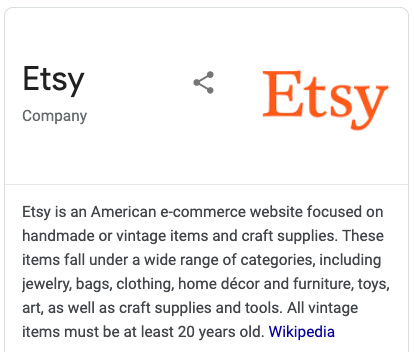 Etsy
Etsy
Company
Etsy is an American e-commerce website focused on
handmade or vintage items and craft supplies. These
items fall under a wide range of categories, including
jewelry, bags, clothing, home décor and furniture, toys,
art, as well as craft supplies and tools. All vintage
items must be at least 20 years old. Wikipedia